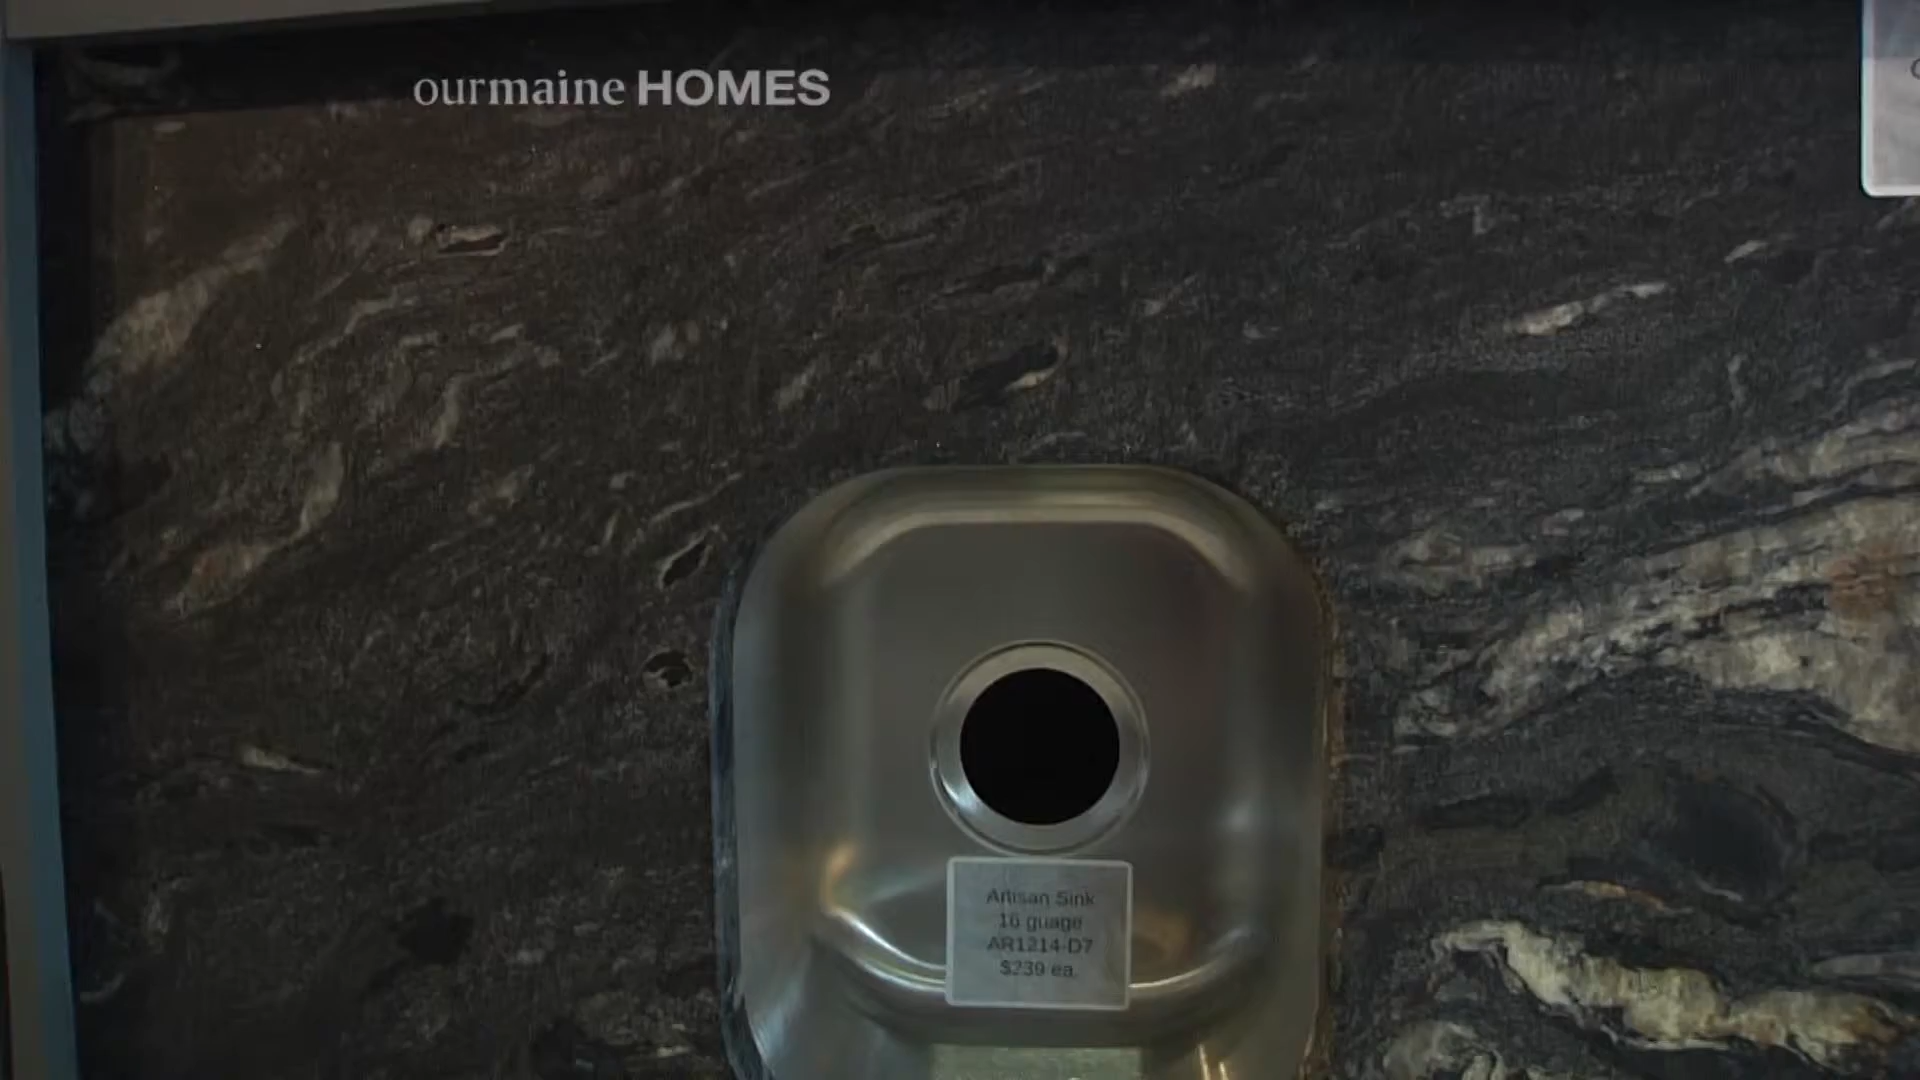 ourmaine HOMES
Artisan Sink
16 guage
AR1214-D7
$239 ea.